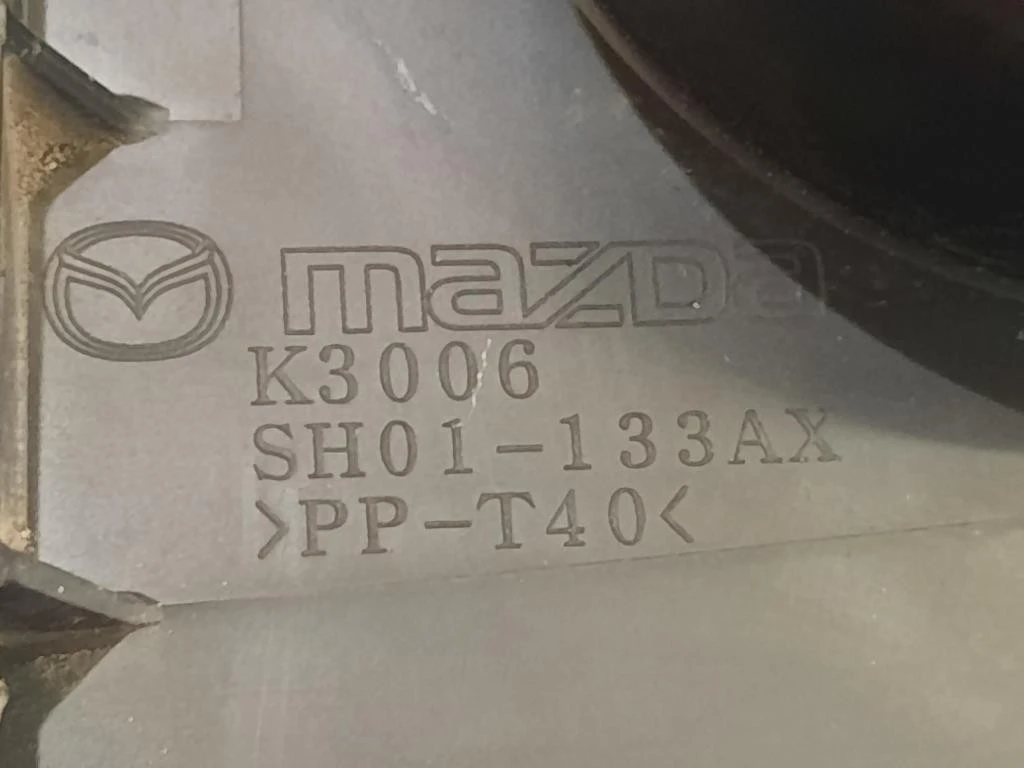 mazda
K3006
SH01-133AX
>PP-T40<